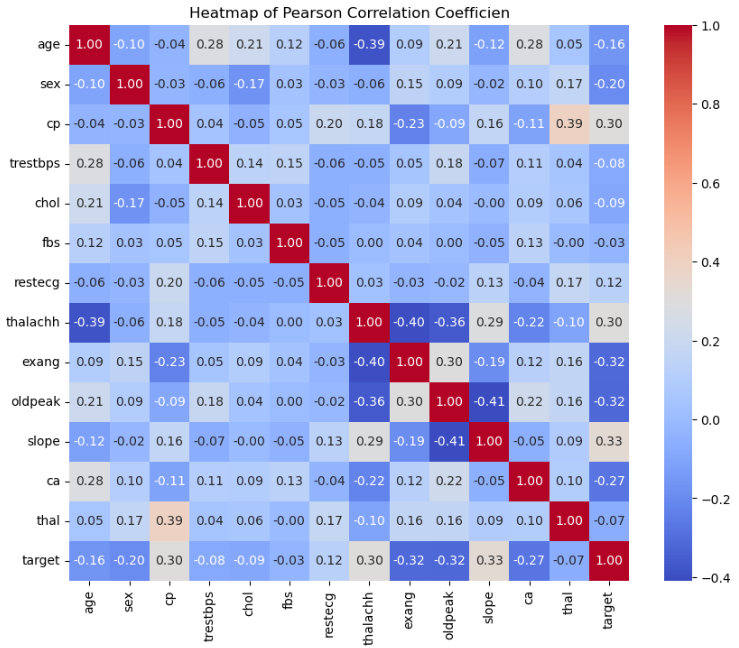 Heatmap of Pearson Correlation Coefficien
age 1.00 -0.10 -0.04 0.28 0.21 0.12 -0.06 -0.39 0.09 0.21 -0.12 0.28 0.05 -0.16
sex -0.10 1.00 -0.03 -0.06 -0.17 0.03 -0.03 -0.06 0.15 0.09 -0.02 0.10 0.17 -0.20
cp -0.04 -0.03 1.00 0.04 -0.05 0.05 0.20 0.18 -0.23 -0.09 0.16 -0.11 0.39 0.30
trestbps 0.28 -0.06 0.04 1.00 0.14 0.15 -0.06 -0.05 0.05 0.18 -0.07 0.11 0.04 -0.08
chol 0.21 -0.17 -0.05 0.14 1.00 0.03 -0.05 -0.04 0.09 0.04 -0.00 0.09 0.06 -0.09
fbs 0.12 0.03 0.05 0.15 0.03 1.00 -0.05 0.00 0.04 0.00 -0.05 0.13 -0.00 -0.03
restecg -0.06 -0.03 0.20 -0.06 -0.05 -0.05 1.00 0.03 -0.03 -0.02 0.13 -0.04 0.17 0.12
thalachh -0.39 -0.06 0.18 -0.05 -0.04 0.00 0.03 1.00 -0.40 -0.36 0.29 -0.22 -0.10 0.30
exang 0.09 0.15 -0.23 0.05 0.09 0.04 -0.03 -0.40 1.00 0.30 -0.19 0.12 0.16 -0.32
oldpeak 0.21 0.09 -0.09 0.18 0.04 0.00 -0.02 -0.36 0.30 1.00 -0.41 0.22 0.16 -0.32
slope -0.12 -0.02 0.16 -0.07 -0.00 -0.05 0.13 0.29 -0.19 -0.41 1.00 -0.05 0.09 0.33
ca 0.28 0.10 -0.11 0.11 0.09 0.13 -0.04 -0.22 0.12 0.22 -0.05 1.00 0.10 -0.27
thal 0.05 0.17 0.39 0.04 0.06 -0.00 0.17 -0.10 0.16 0.16 0.09 0.10 1.00 -0.07
target -0.16 -0.20 0.30 -0.08 -0.09 -0.03 0.12 0.30 -0.32 -0.32 0.33 -0.27 -0.07 1.00
age sex cp trestbps chol fbs restecg thalachh exang oldpeak slope ca thal target
1.0
0.8
0.6
0.4
0.2
0.0
−0.2
−0.4